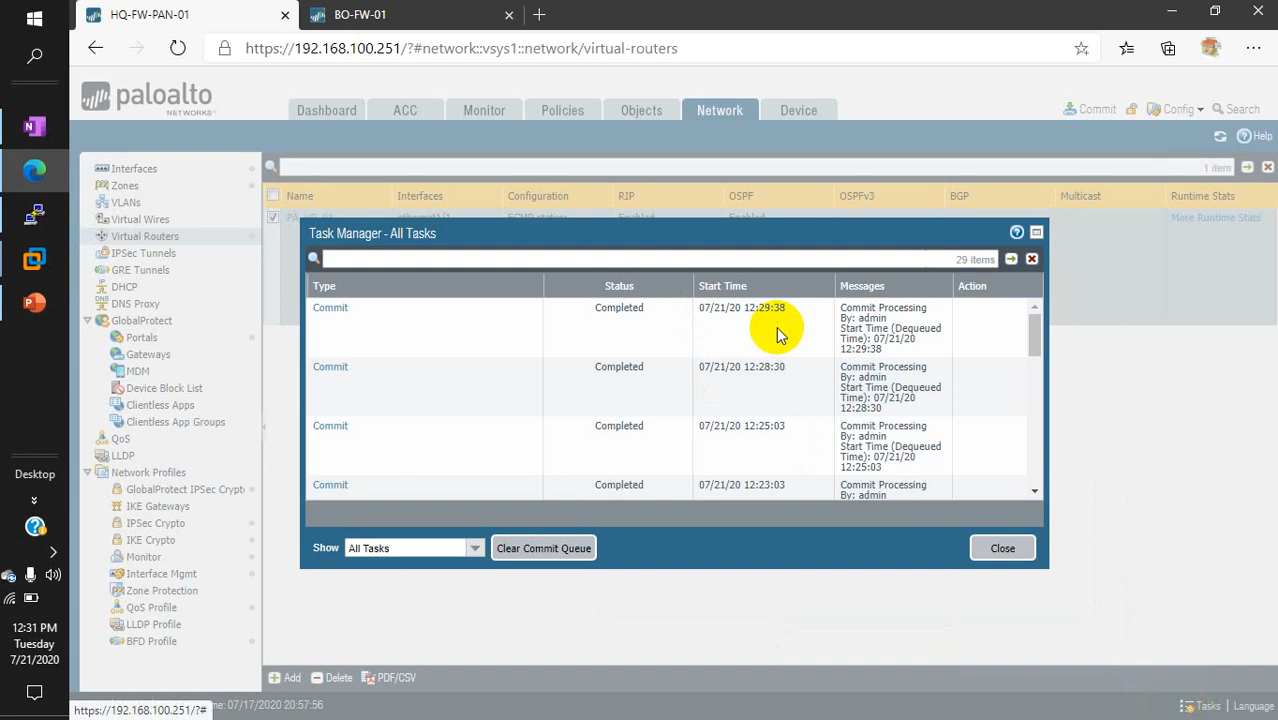 HQ-FW-PAN-01
BO-FW-01
https://192.168.100.251/?#network::vsys1::network/virtual-routers
paloalto
NETWORKS
Dashboard
ACC
Monitor
Policies
Objects
Network
Device
Commit
Config
Search
Help
Interfaces
Zones
VLANs
Virtual Wires
Virtual Routers
IPSec Tunnels
GRE Tunnels
DHCP
DNS Proxy
GlobalProtect
Portals
Gateways
MDM
Device Block List
Clientless Apps
Clientless App Groups
QoS
LLDP
Network Profiles
GlobalProtect IPSec Crypto
IKE Gateways
IPSec Crypto
IKE Crypto
Monitor
Interface Mgmt
Zone Protection
QoS Profile
LLDP Profile
BFD Profile
1 item
Name Interfaces Configuration RIP OSPF OSPFv3 BGP Multicast Runtime Stats
More Runtime Stats
Task Manager - All Tasks
29 items
Type Status Start Time Messages Action
Commit Completed 07/21/20 12:29:38 Commit Processing
By: admin
Start Time (Dequeued
Time): 07/21/20
12:29:38
Commit Completed 07/21/20 12:28:30 Commit Processing
By: admin
Start Time (Dequeued
Time): 07/21/20
12:28:30
Commit Completed 07/21/20 12:25:03 Commit Processing
By: admin
Start Time (Dequeued
Time): 07/21/20
12:25:03
Commit Completed 07/21/20 12:23:03 Commit Processing
By: admin
Show All Tasks Clear Commit Queue Close
Add Delete PDF/CSV
07/17/2020 20:57:56
Tasks Language
https://192.168.100.251/?#
Desktop
12:31 PM
Tuesday
7/21/2020